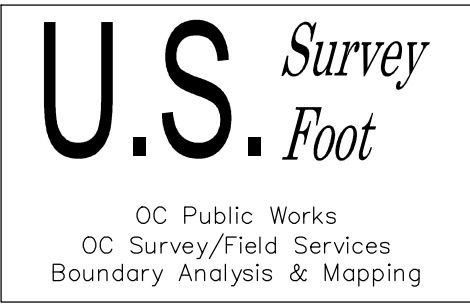 U.S. Survey
Foot
OC Public Works
OC Survey/Field Services
Boundary Analysis & Mapping